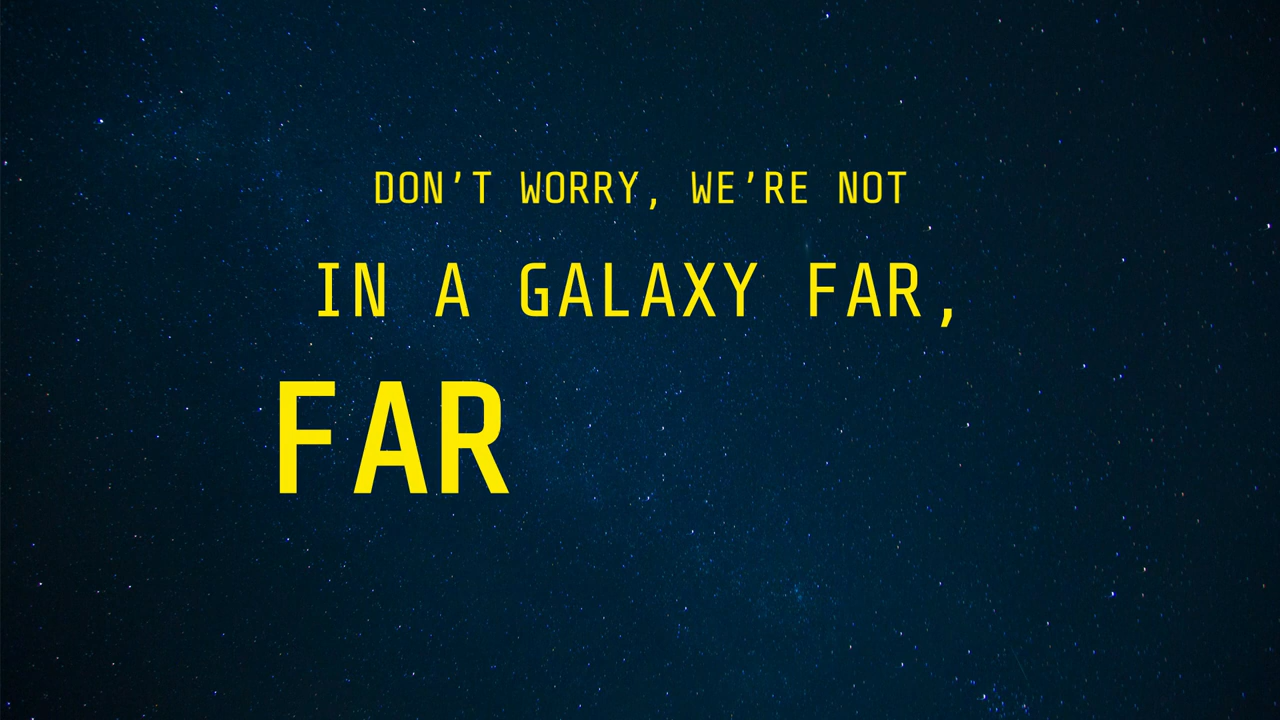 DON’T WORRY, WE’RE NOT
IN A GALAXY FAR,
FAR